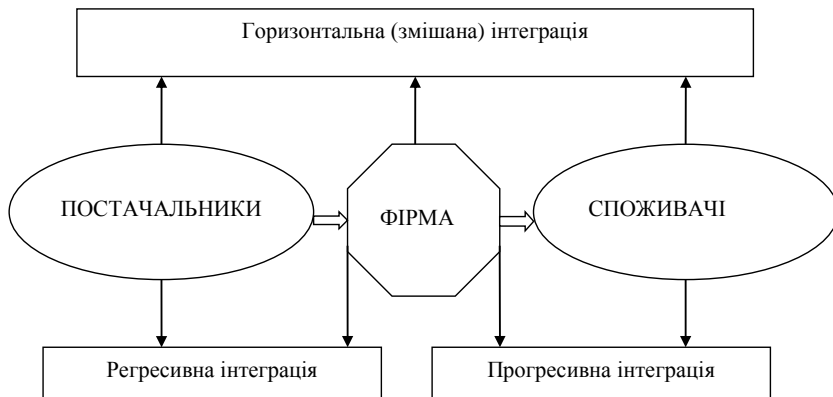 Горизонтальна (змішана) інтеграція
ПОСТАЧАЛЬНИКИ
ФІРМА
СПОЖИВАЧІ
Регресивна інтеграція
Прогресивна інтеграція